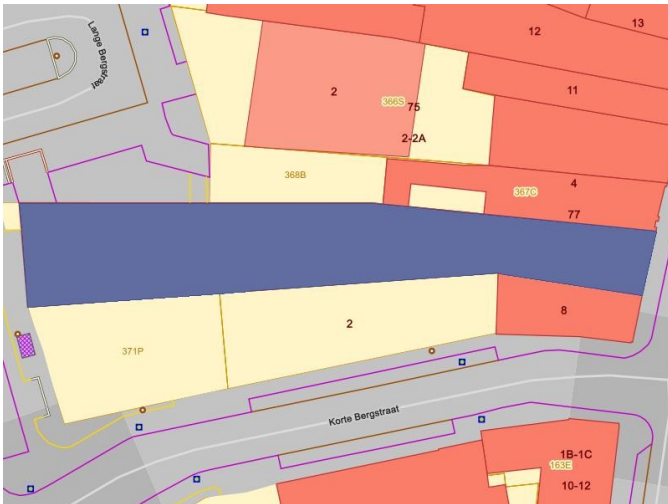 13
12
Lange Bergstraat
11
2
366S
75
2-2A
368B
4
367C
77
8
2
371P
Korte Bergstraat
1B-1C
163E
10-12